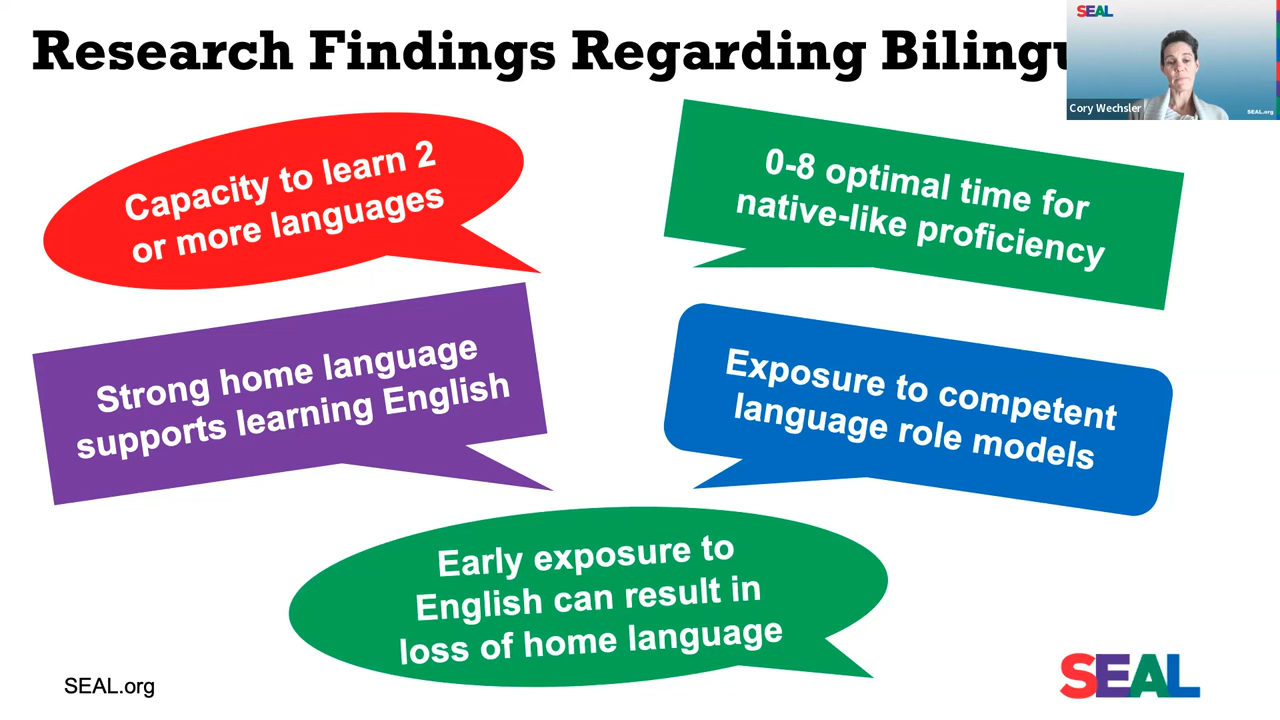 Research Findings Regarding
SEAL
Cory Wechsler
SEAL.org
Capacity to learn 2
or more languages
0-8 optimal time for
native-like proficiency
Strong home language
supports learning English
Exposure to competent
language role models
Early exposure to
English can result in
loss of home language
SEAL.org
SEAL